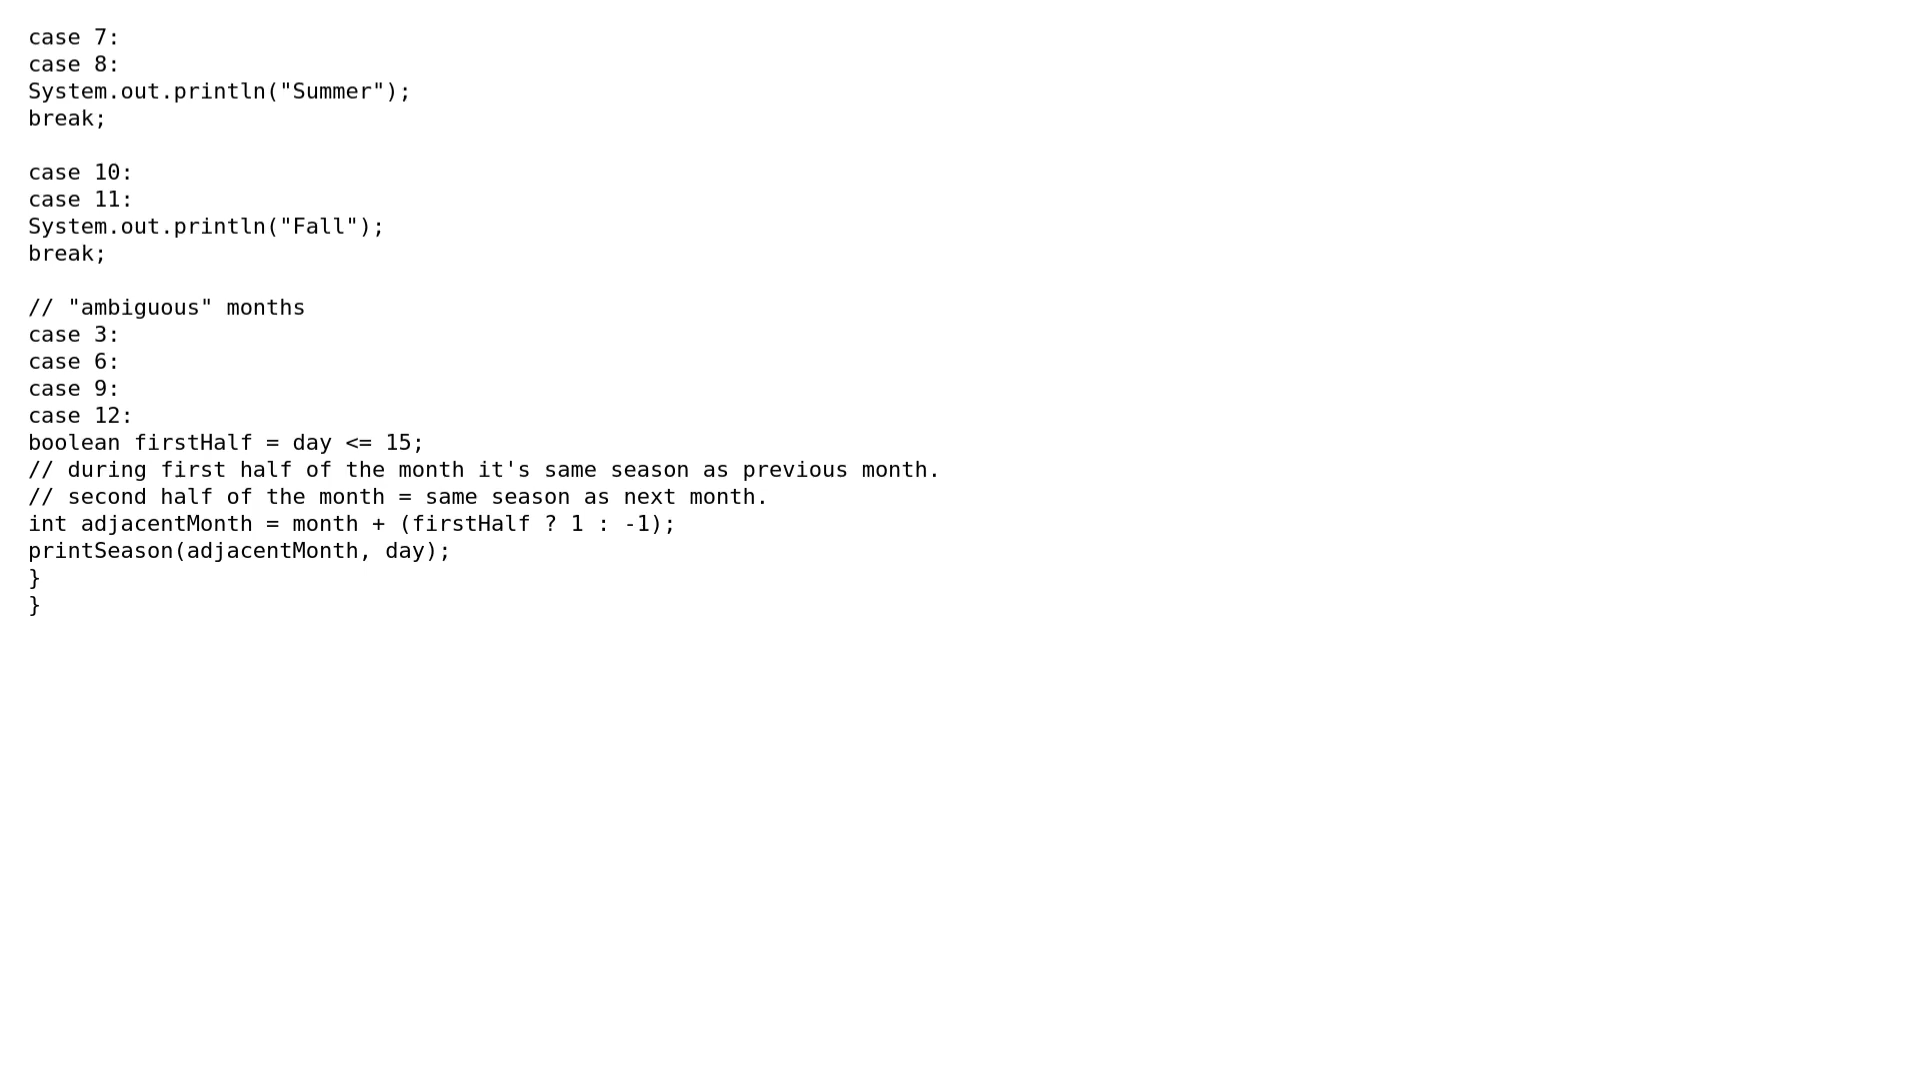 case 7:
case 8:
System.out.println("Summer");
break;

case 10:
case 11:
System.out.println("Fall");
break;

// "ambiguous" months
case 3:
case 6:
case 9:
case 12:
boolean firstHalf = day <= 15;
// during first half of the month it's same season as previous month.
// second half of the month = same season as next month.
int adjacentMonth = month + (firstHalf ? 1 : -1);
printSeason(adjacentMonth, day);
}
}